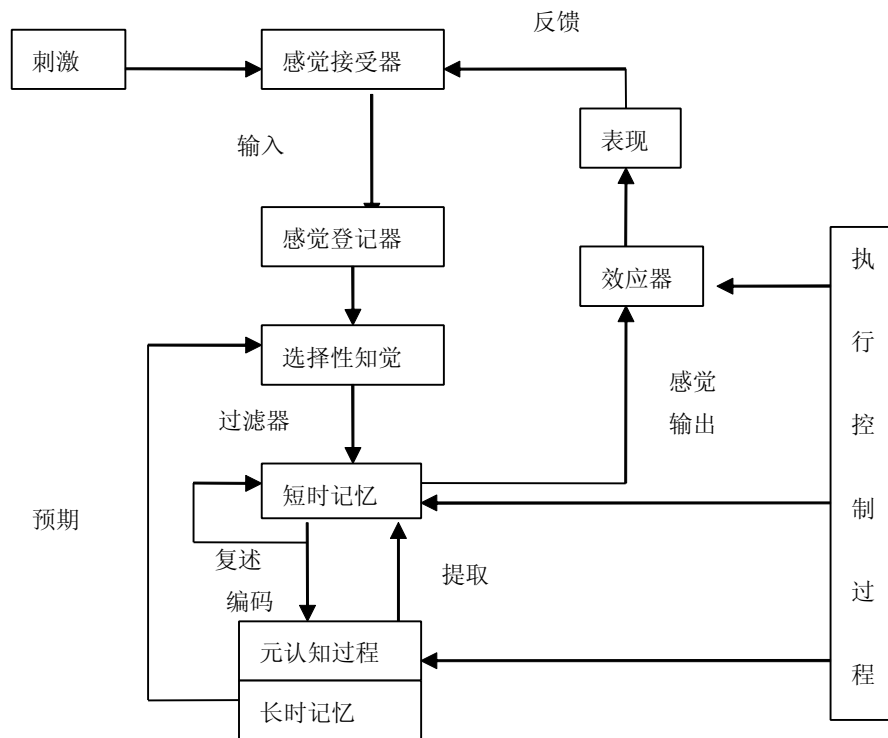 反馈
刺激
感觉接受器
输入
表现
感觉登记器
效应器
选择性知觉
过滤器
感觉
输出
短时记忆
预期
复述
提取
编码
元认知过程
长时记忆
执
行
控
制
过
程